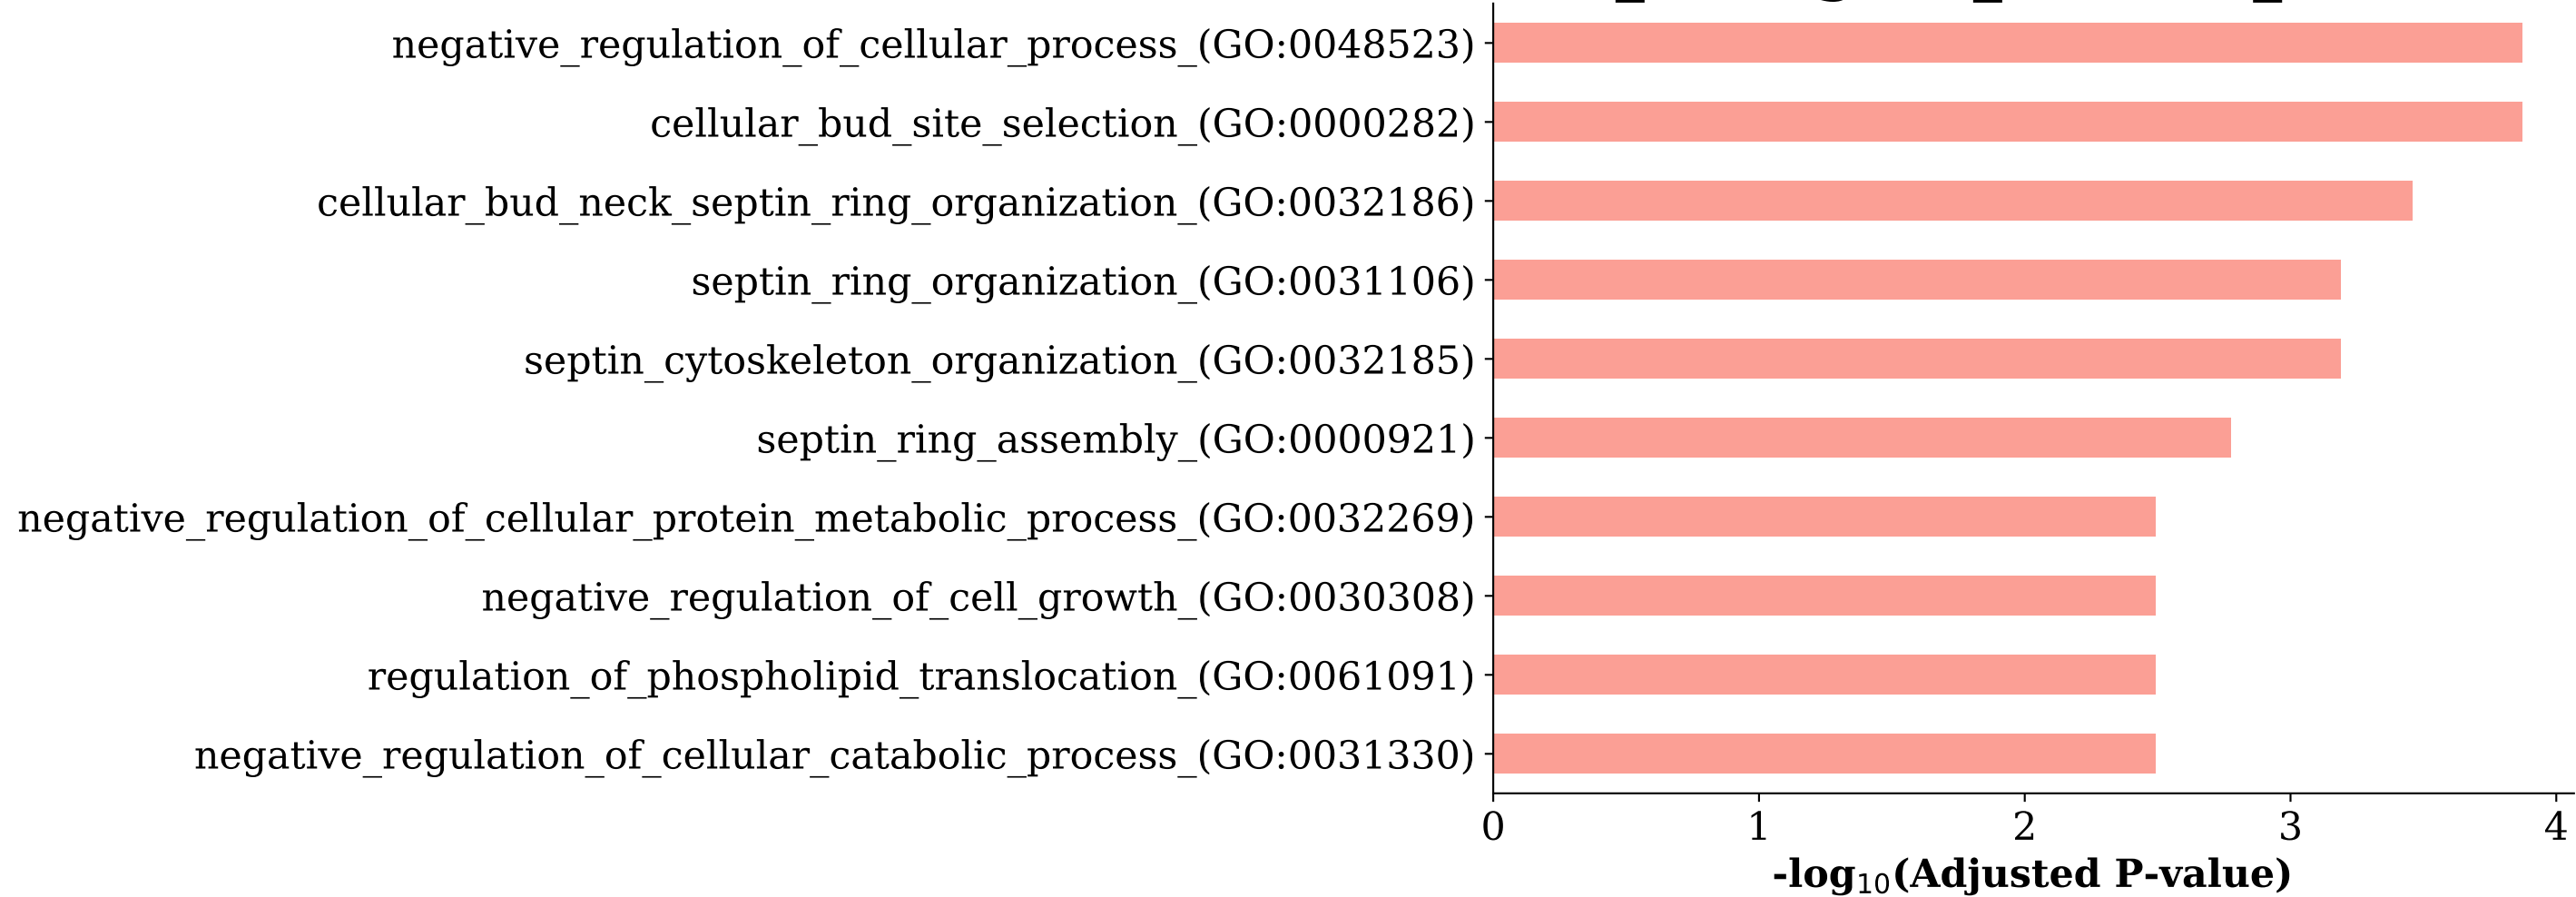 negative_regulation_of_cellular_process_(GO:0048523)
cellular_bud_site_selection_(GO:0000282)
cellular_bud_neck_septin_ring_organization_(GO:0032186)
septin_ring_organization_(GO:0031106)
septin_cytoskeleton_organization_(GO:0032185)
septin_ring_assembly_(GO:0000921)
negative_regulation_of_cellular_protein_metabolic_process_(GO:0032269)
negative_regulation_of_cell_growth_(GO:0030308)
regulation_of_phospholipid_translocation_(GO:0061091)
negative_regulation_of_cellular_catabolic_process_(GO:0031330)
0 1 2 3 4
-log₁₀(Adjusted P-value)